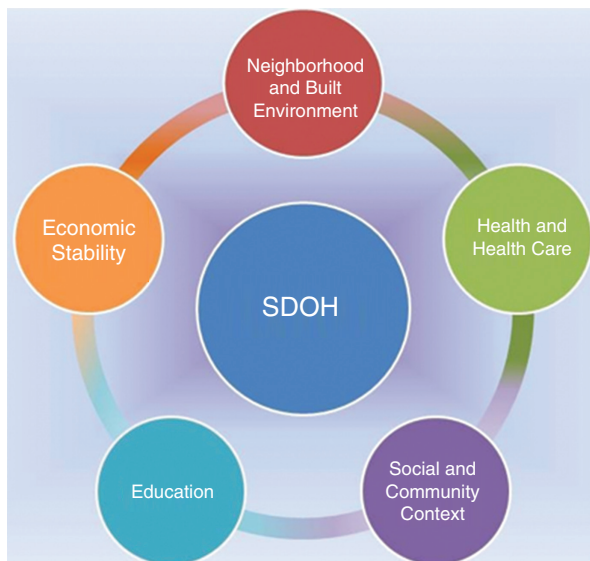 Neighborhood
and Built
Environment
Economic
Stability
Health and
Health Care
SDOH
Education
Social and
Community
Context